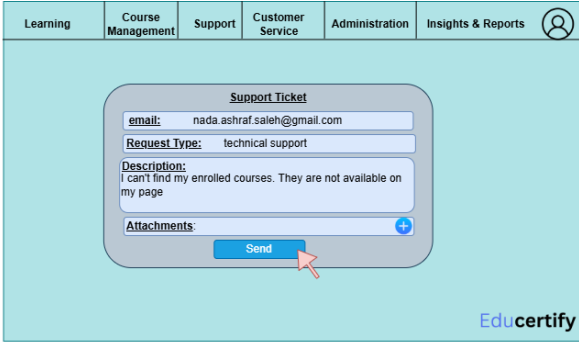 Learning
Course
Management
Support
Customer
Service
Administration
Insights & Reports
Support Ticket
email: nada.ashraf.saleh@gmail.com
Request Type: technical support
Description:
I can't find my enrolled courses. They are not available on
my page
Attachments:
+
Send
Educertify